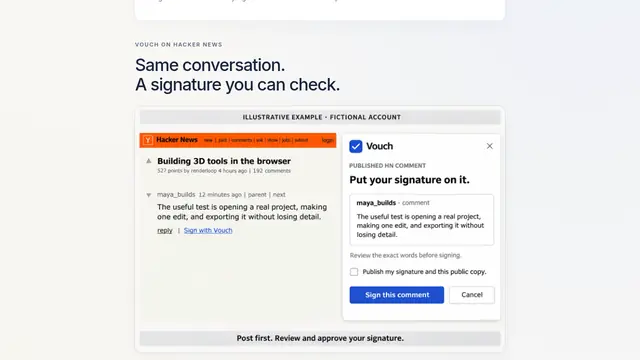 VOUCH ON HACKER NEWS
Same conversation.
A signature you can check.
ILLUSTRATIVE EXAMPLE · FICTIONAL ACCOUNT
Y Hacker News new | past | comments | ask | show | jobs | submit login
Building 3D tools in the browser
527 points by renderloop 4 hours ago | 192 comments
maya_builds 12 minutes ago | parent | next
The useful test is opening a real project, making
one edit, and exporting it without losing detail.
reply | Sign with Vouch
Vouch
PUBLISHED HN COMMENT
Put your signature on it.
maya_builds · comment
The useful test is opening a real project,
making one edit, and exporting it without
losing detail.
Review the exact words before signing.
Publish my signature and this public copy.
Sign this comment
Cancel
Post first. Review and approve your signature.